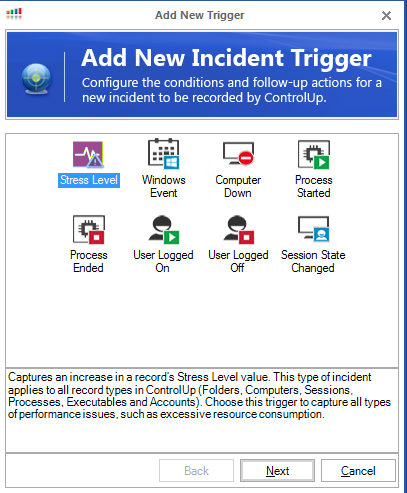 Add New Trigger
Add New Incident Trigger
Configure the conditions and follow-up actions for a
new incident to be recorded by ControlUp.
Stress Level
Windows
Event
Computer
Down
Process
Started
Process
Ended
User Logged
On
User Logged
Off
Session State
Changed
Captures an increase in a record's Stress Level value. This type of incident
applies to all record types in ControlUp (Folders, Computers, Sessions,
Processes, Executables and Accounts). Choose this trigger to capture all types
of performance issues, such as excessive resource consumption.
Back
Next
Cancel